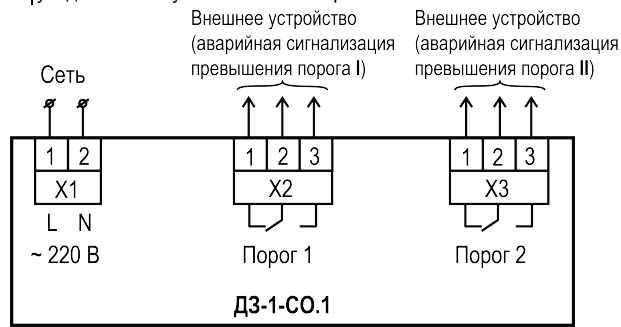 Внешнее устройство
(аварийная сигнализация
превышения порога I)
Внешнее устройство
(аварийная сигнализация
превышения порога II)
Сеть
1 2
X1
L N
~ 220 В
1 2 3
X2
Порог 1
1 2 3
X3
Порог 2
ДЗ-1-СО.1